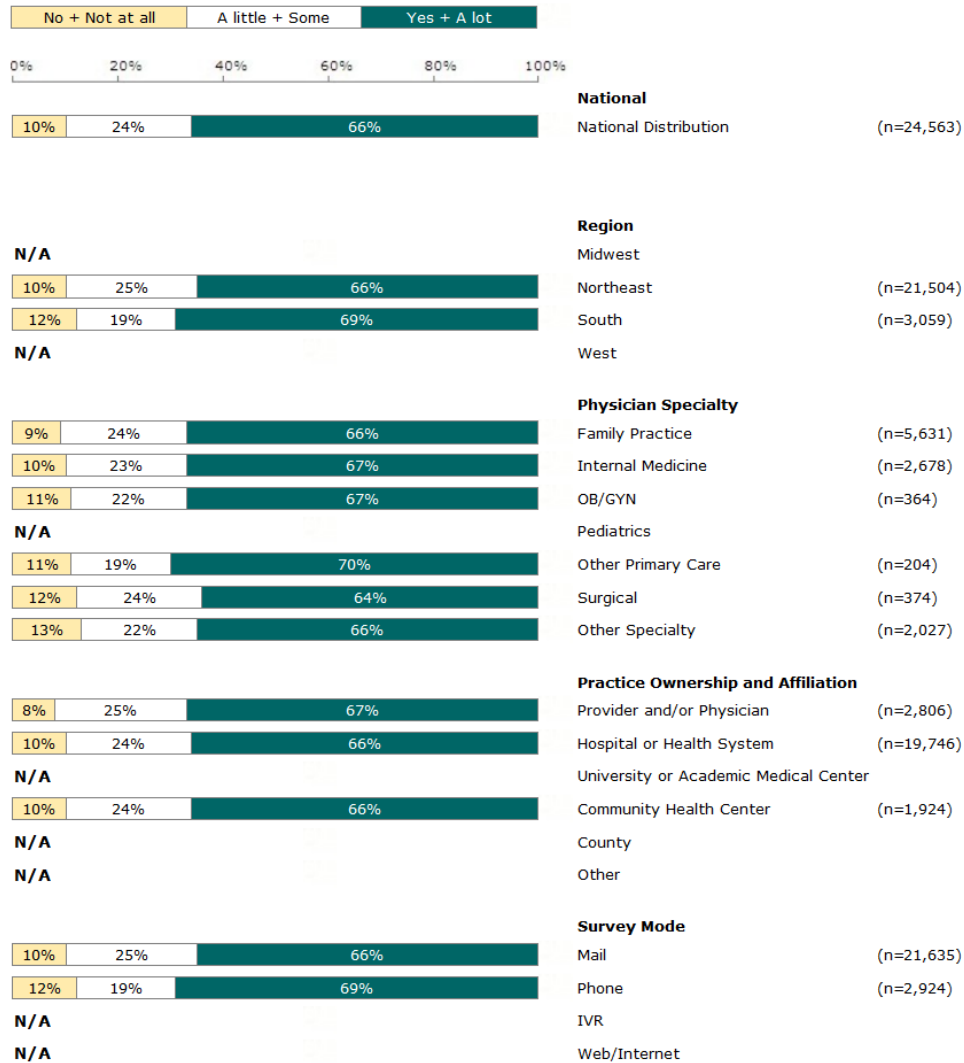 No + Not at all A little + Some Yes + A lot
0% 20% 40% 60% 80% 100%
National
10% 24% 66% National Distribution (n=24,563)
Region
N/A Midwest
10% 25% 66% Northeast (n=21,504)
12% 19% 69% South (n=3,059)
N/A West
Physician Specialty
9% 24% 66% Family Practice (n=5,631)
10% 23% 67% Internal Medicine (n=2,678)
11% 22% 67% OB/GYN (n=364)
N/A Pediatrics
11% 19% 70% Other Primary Care (n=204)
12% 24% 64% Surgical (n=374)
13% 22% 66% Other Specialty (n=2,027)
Practice Ownership and Affiliation
8% 25% 67% Provider and/or Physician (n=2,806)
10% 24% 66% Hospital or Health System (n=19,746)
N/A University or Academic Medical Center
10% 24% 66% Community Health Center (n=1,924)
N/A County
N/A Other
Survey Mode
10% 25% 66% Mail (n=21,635)
12% 19% 69% Phone (n=2,924)
N/A IVR
N/A Web/Internet